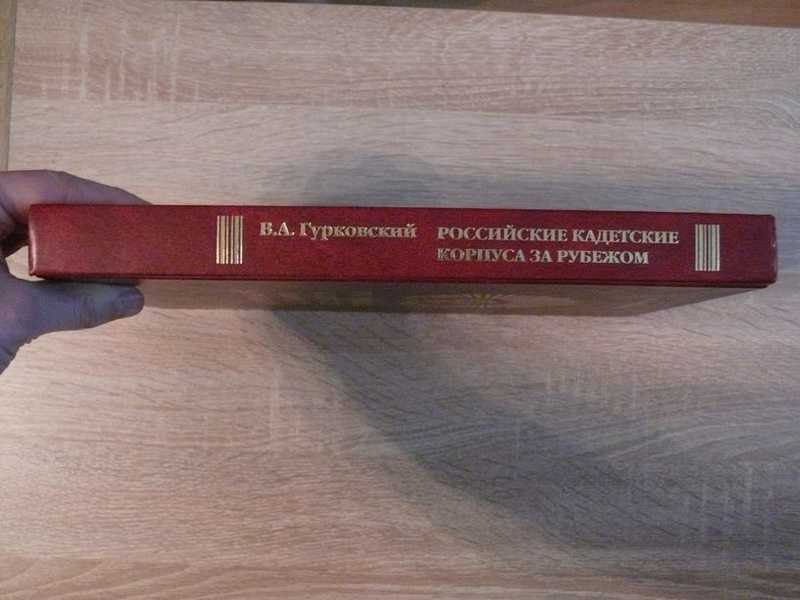 В.А. Гурковский
РОССИЙСКИЕ КАДЕТСКИЕ
КОРПУСА ЗА РУБЕЖОМ